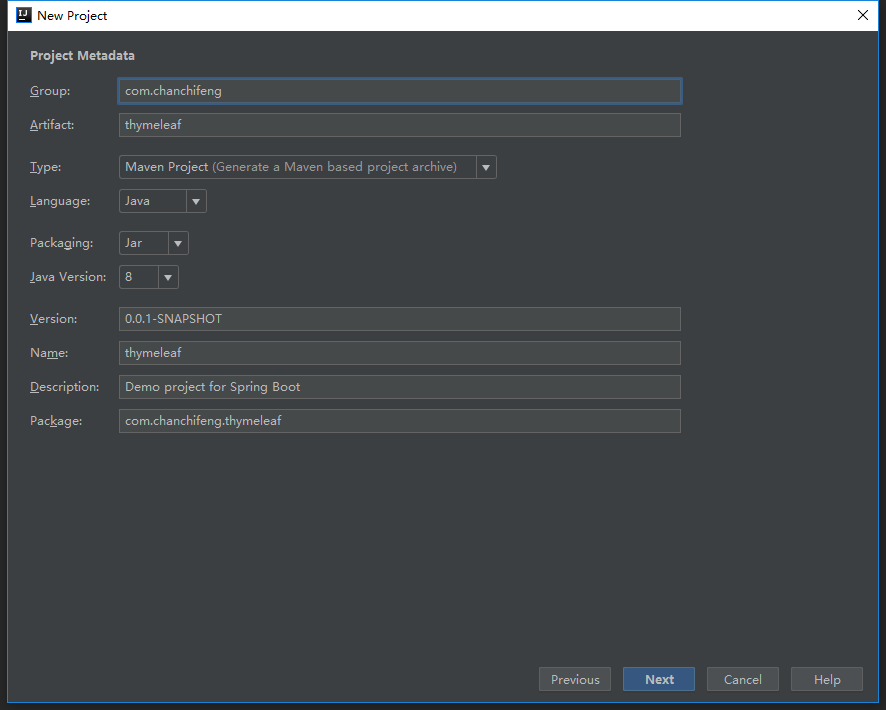 New Project
Project Metadata
Group: com.chanchifeng
Artifact: thymeleaf
Type: Maven Project (Generate a Maven based project archive)
Language: Java
Packaging: Jar
Java Version: 8
Version: 0.0.1-SNAPSHOT
Name: thymeleaf
Description: Demo project for Spring Boot
Package: com.chanchifeng.thymeleaf
Previous Next Cancel Help